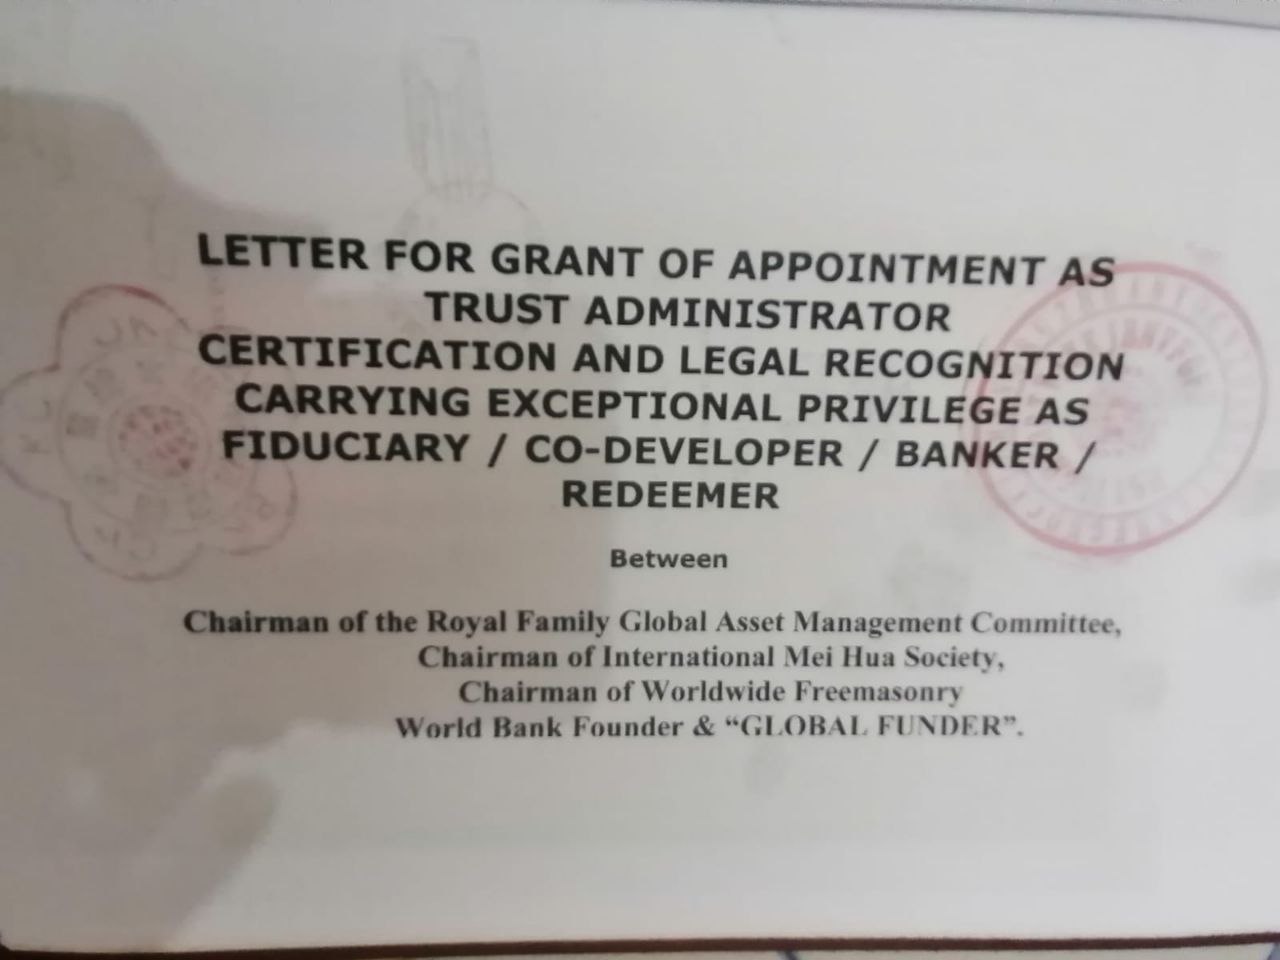 LETTER FOR GRANT OF APPOINTMENT AS
TRUST ADMINISTRATOR
CERTIFICATION AND LEGAL RECOGNITION
CARRYING EXCEPTIONAL PRIVILEGE AS
FIDUCIARY / CO-DEVELOPER / BANKER /
REDEEMER
Between
Chairman of the Royal Family Global Asset Management Committee,
Chairman of International Mei Hua Society,
Chairman of Worldwide Freemasonry
World Bank Founder & “GLOBAL FUNDER”.